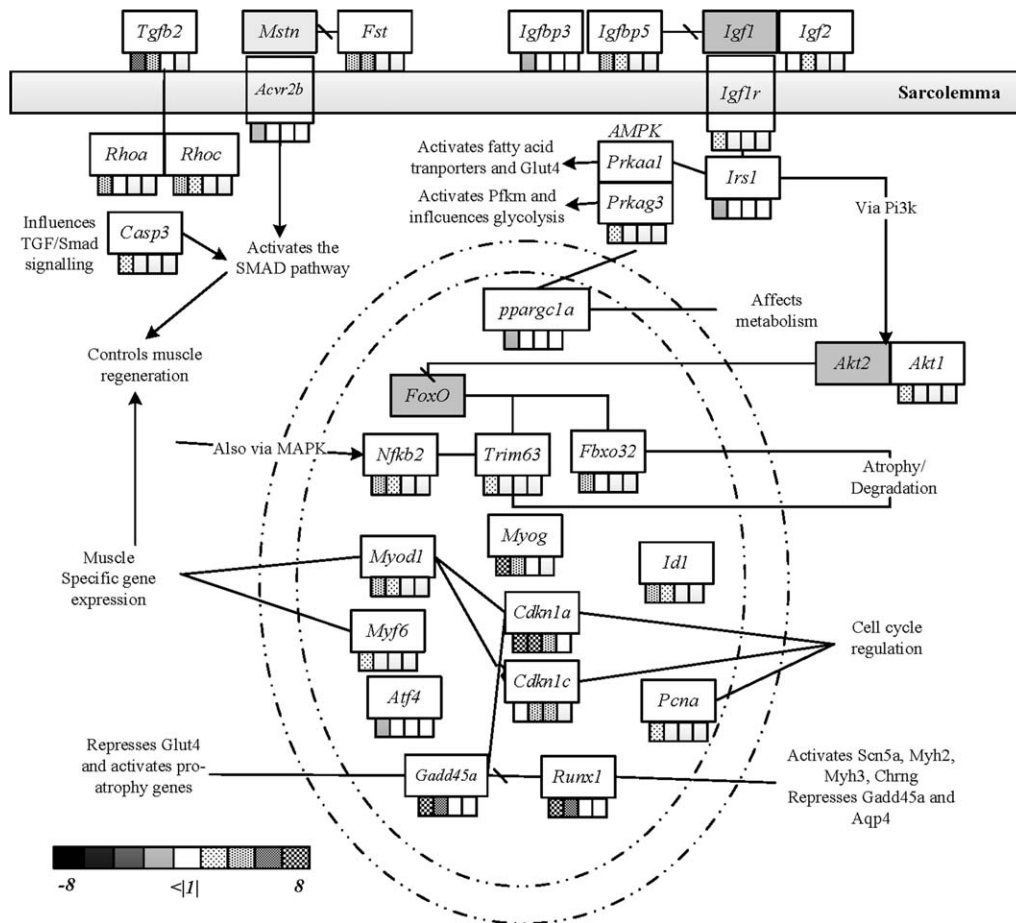 Tgfb2
Mstn
Fst
Igfbp3
Igfbp5
Igf1
Igf2
Acvr2b
Igf1r
Sarcolemma
AMPK
Rhoa
Rhoc
Activates fatty acid
tranporters and Glut4
Prkaa1
Irs1
Activates Pfkm and
inflcuences glycolysis
Prkag3
Via Pi3k
Influences
TGF/Smad
signalling
Casp3
Activates the
SMAD pathway
ppargc1a
Affects
metabolism
Controls muscle
regeneration
Akt2
Akt1
FoxO
Also via MAPK
Nfkb2
Trim63
Fbxo32
Atrophy/
Degradation
Myog
Muscle
Specific gene
expression
Myod1
Id1
Cdkn1a
Myf6
Cell cycle
regulation
Cdkn1c
Atf4
Pcna
Represses Glut4
and activates pro-
atrophy genes
Gadd45a
Runx1
Activates Scn5a, Myh2,
Myh3, Chrng
Represses Gadd45a and
Aqp4
-8
<|1|
8